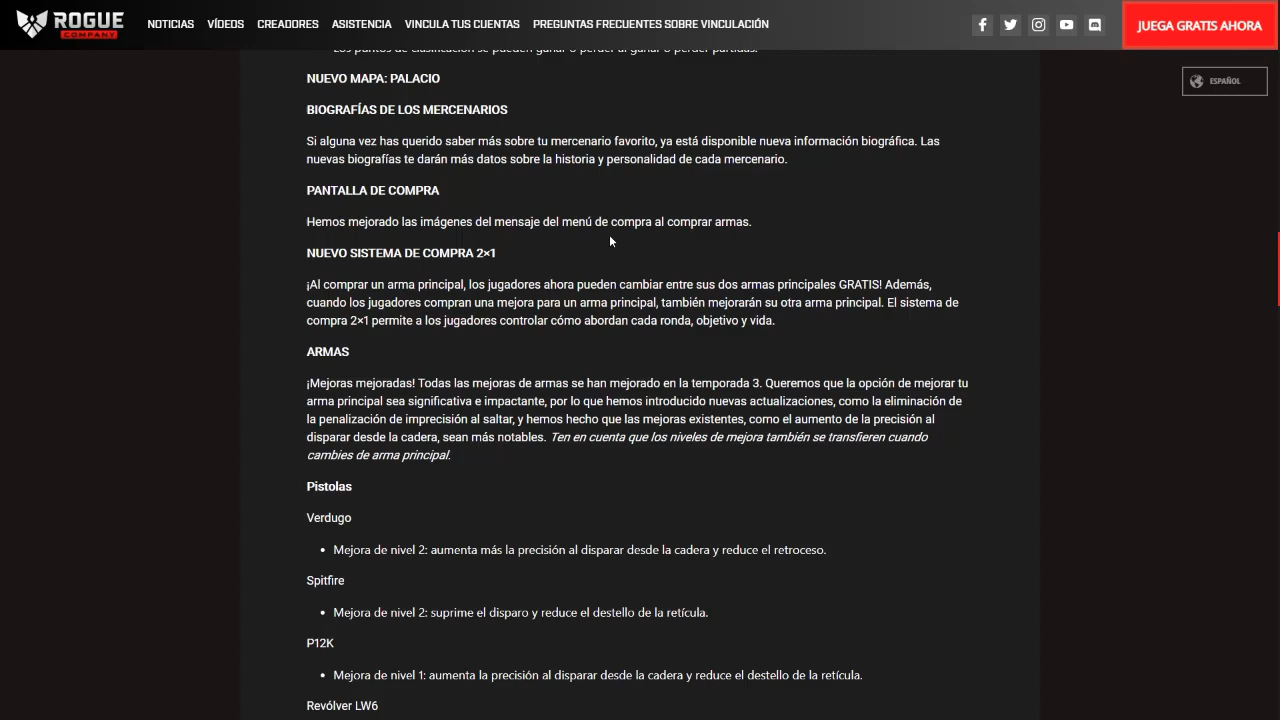 ROGUE
COMPANY
NOTICIAS VÍDEOS CREADORES ASISTENCIA VINCULA TUS CUENTAS PREGUNTAS FRECUENTES SOBRE VINCULACIÓN
JUEGA GRATIS AHORA
ESPAÑOL
Los puntos de clasificación se pueden ganar o perder al ganar o perder partidas.
NUEVO MAPA: PALACIO
BIOGRAFÍAS DE LOS MERCENARIOS
Si alguna vez has querido saber más sobre tu mercenario favorito, ya está disponible nueva información biográfica. Las
nuevas biografías te darán más datos sobre la historia y personalidad de cada mercenario.
PANTALLA DE COMPRA
Hemos mejorado las imágenes del mensaje del menú de compra al comprar armas.
NUEVO SISTEMA DE COMPRA 2×1
¡Al comprar un arma principal, los jugadores ahora pueden cambiar entre sus dos armas principales GRATIS! Además,
cuando los jugadores compran una mejora para un arma principal, también mejorarán su otra arma principal. El sistema de
compra 2×1 permite a los jugadores controlar cómo abordan cada ronda, objetivo y vida.
ARMAS
¡Mejoras mejoradas! Todas las mejoras de armas se han mejorado en la temporada 3. Queremos que la opción de mejorar tu
arma principal sea significativa e impactante, por lo que hemos introducido nuevas actualizaciones, como la eliminación de
la penalización de imprecisión al saltar, y hemos hecho que las mejoras existentes, como el aumento de la precisión al
disparar desde la cadera, sean más notables. Ten en cuenta que los niveles de mejora también se transfieren cuando
cambies de arma principal.
Pistolas
Verdugo
• Mejora de nivel 2: aumenta más la precisión al disparar desde la cadera y reduce el retroceso.
Spitfire
• Mejora de nivel 2: suprime el disparo y reduce el destello de la retícula.
P12K
• Mejora de nivel 1: aumenta la precisión al disparar desde la cadera y reduce el destello de la retícula.
Revólver LW6